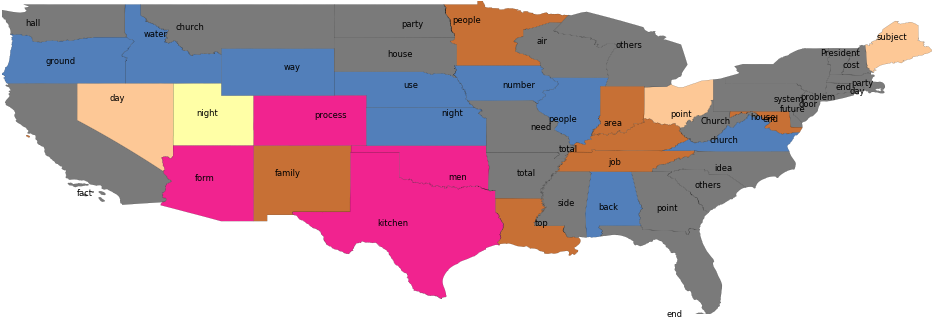 hall
church
party
people
water
air
others
subject
President
cost
ground
house
way
use
number
party
end
day
day
night
process
night
need
people
area
point
system
problem
door
future
Church
house
end
total
church
form
family
men
total
job
idea
others
fact
kitchen
side
top
back
point
end